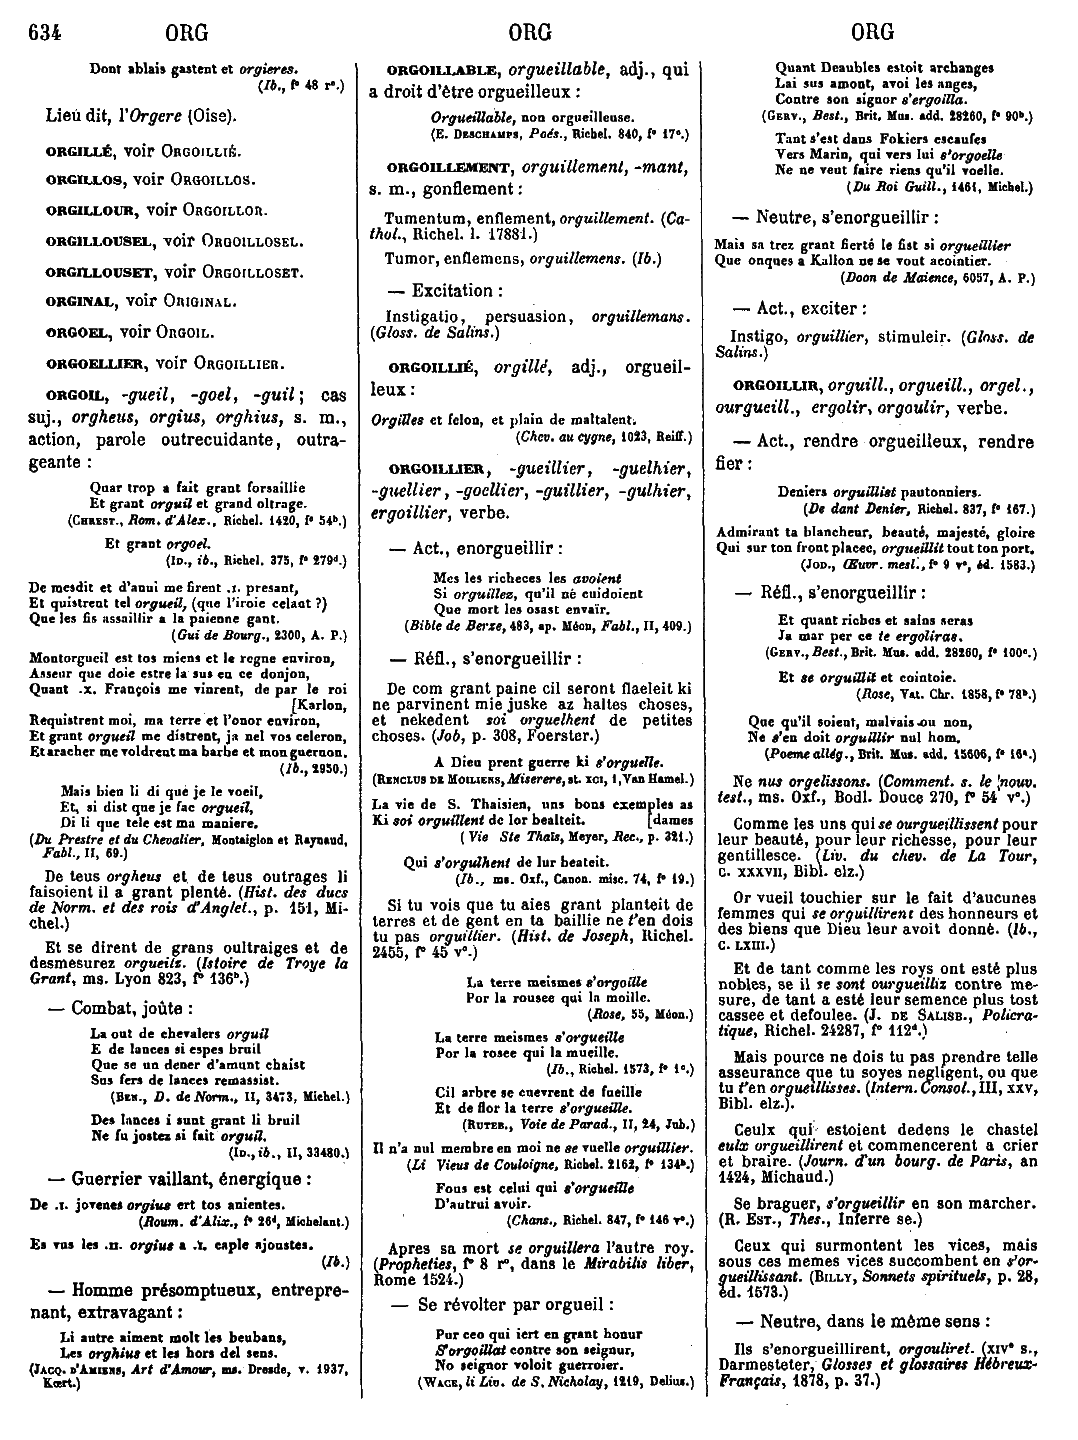 634 ORG ORG ORG
Dont ablais gastent et orgieres.
(Ib., f° 48 r°.)
Lieu dit, l'Orgere (Oise).
ORGILLÉ, voir ORGOILLIÉ.
ORGILLOS, voir ORGOILLOS.
ORGILLOUR, voir ORGOILLOR.
ORGILLOUSEL, voir ORGOILLOSEL.
ORGILLOUSET, voir ORGOILLOSET.
ORGINAL, voir ORIGINAL.
ORGOEL, voir ORGOIL.
ORGOELLIER, voir ORGOILLIER.
ORGOIL, -gueil, -goel, -guil; cas
suj., orgheus, orgius, orghius, s. m.,
action, parole outrecuidante, outra-
geante :
Quar trop a fait grant forsaillie
Et grant orguil et grand oltrage.
(CHREST., Rom. d'Alex., Richel. 1420, f° 54ᵇ.)
Et grant orgoel.
(ID., ib., Richel. 375, f° 279ᵈ.)
De mesdit et d'anui me firent .I. presant,
Et quistrent tel orgueil, (que l'iroie celant ?)
Que les fis assaillir a la paienne gant.
(Gui de Bourg., 2300, A. P.)
Montorgueil est tos miens et le regne environ,
Asseur que doie estre la sus en ce donjon,
Quant .X. François me vinrent, de par le roi
[Karlon,
Requistrent moi, ma terre et l'onor environ,
Et grant orgueil me distrent, ja nel vos celeron,
Et aracher me voldrent ma barbe et mon guernon.
(Ib., 2950.)
Mais bien li di que je le voeil,
Et, si dist que je fac orgueil,
Di li que tele est ma maniere.
(Du Prestre et du Chevalier, Montaiglon et Raynaud,
Fabl., II, 69.)
De teus orgheus et de teus outrages li
faisoient il a grant plenté. (Hist. des ducs
de Norm. et des rois d'Anglet., p. 151, Mi-
chel.)
Et se dirent de grans oultraiges et de
desmesurez orgueilz. (Istoire de Troye la
Grant, ms. Lyon 823, f° 136ᵇ.)
— Combat, joûte :
La out de chevalers orguil
E de lances si espes bruil
Que se un dener d'amunt chaist
Sus fers de lances remassist.
(BEN., D. de Norm., II, 3473, Michel.)
Des lances i sunt grant li bruil
Ne fu jostez si fait orguil.
(ID., ib., II, 33480.)
— Guerrier vaillant, énergique :
De .I. jovenes orgius ert tos anientes.
(Roum. d'Alix., f° 26ᵈ, Michelant.)
Es vus les .II. orgius a .I. caple ajoustes.
(Ib.)
— Homme présomptueux, entrepre-
nant, extravagant :
Li autre aiment molt les beubans,
Les orghius et les hors del sens.
(JACQ. D'AMIENS, Art d'Amour, ms. Dresde, v. 1937,
Kœrt.)
ORGOILLABLE, orgueillable, adj., qui
a droit d'être orgueilleux :
Orgueillable, non orgueilleuse.
(E. DESCHAMPS, Poés., Richel. 840, f° 17ᶜ.)
ORGOILLEMENT, orguillement, -mant,
s. m., gonflement :
Tumentum, enflement, orguillement. (Ca-
thol., Richel. l. 17881.)
Tumor, enflemens, orguillemens. (Ib.)
— Excitation :
Instigatio, persuasion, orguillemans.
(Gloss. de Salins.)
ORGOILLIÉ, orgillé, adj., orgueil-
leux :
Orgilles et felon, et plain de maltalent.
(Chev. au cygne, 1023, Reiff.)
ORGOILLIER, -gueillier, -guelhier,
-guellier, -goellier, -guillier, -gulhier,
ergoillier, verbe.
— Act., enorgueillir :
Mes les richeces les avoient
Si orguillez, qu'il né cuidoient
Que mort les osast envaïr.
(Bible de Berze, 483, ap. Méon, Fabl., II, 409.)
— Réfl., s'enorgueillir :
De com grant paine cil seront flaeleit ki
ne parvinent mie juske az haltes choses,
et nekedent soi orguelhent de petites
choses. (Job, p. 308, Foerster.)
A Dieu prent guerre ki s'orguelle.
(RENCLUS DE MOILIENS, Miserere, st. XCI, 1, Van Hamel.)
La vie de S. Thaisien, uns bons exemples as
Ki soi orguillent de lor bealteit. [dames
(Vie Ste Thaïs, Meyer, Rec., p. 321.)
Qui s'orgulhent de lur beateit.
(Ib., ms. Oxf., Canon. misc. 74, f° 19.)
Si tu vois que tu aies grant planteit de
terres et de gent en ta baillie ne t'en dois
tu pas orguillier. (Hist. de Joseph, Richel.
2455, f° 45 v°.)
La terre meismes s'orgoille
Por la rousee qui la moille.
(Rose, 55, Méon.)
La terre meismes s'orgueille
Por la rosee qui la mueille.
(Ib., Richel. 1573, f° 1ᶜ.)
Cil arbre se cuevrent de fueille
Et de flor la terre s'orgueille.
(RUTEB., Voie de Parad., II, 24, Jub.)
Il n'a nul membre en moi ne se vuelle orguillier.
(Li Vieus de Couloigne, Richel. 2162, f° 134ᵇ.)
Fous est celui qui s'orgueille
D'autrui avoir.
(Chans., Richel. 847, f° 146 v°.)
Apres sa mort se orguillera l'autre roy.
(Propheties, f° 8 r°, dans le Mirabilis liber,
Rome 1524.)
— Se révolter par orgueil :
Pur ceo qui iert en grant honur
S'orgoillat contre son seignur,
No seignor voloit guerroier.
(WACE, li Liv. de S. Nicholay, 1219, Delius.)
Quant Deaubles estoit archanges
Lai sus amont, avoi les anges,
Contre son signor s'ergoilla.
(GERV., Best., Brit. Mus. add. 28260, f° 90ᵇ.)
Tant s'est dans Fokiers escaufes
Vers Marin, qui vers lui s'orgoelle
Ne ne veut faire riens qu'il voelle.
(Du Roi Guill., 1461, Michel.)
— Neutre, s'enorgueillir :
Mais sa trez grant fierté le fist si orgueillier
Que onques a Kallon ne se vout acointier.
(Doon de Maience, 6057, A. P.)
— Act., exciter :
Instigo, orguillier, stimuleir. (Gloss. de
Salins.)
ORGOILLIR, orguill., orgueill., orgel.,
ourgueill., ergolir, orgoulir, verbe.
— Act., rendre orgueilleux, rendre
fier :
Deniers orguillist pautonniers.
(De dant Denier, Richel. 837, f° 167.)
Admirant ta blancheur, beauté, majesté, gloire
Qui sur ton front placee, orgueillit tout ton port.
(JOD., Œuvr. mesl., f° 9 v°, éd. 1583.)
— Réfl., s'enorgueillir :
Et quant riches et sains seras
Ja mar per ce te ergoliras.
(GERV., Best., Brit. Mus. add. 28260, f° 100ᶜ.)
Et se orguillit et cointoie.
(Rose, VAT. Chr. 1858, f° 78ᵇ.)
Que qu'il soient, malvais ou non,
Ne s'en doit orguillir nul hom.
(Poeme allég., Brit. Mus. add. 15606, f° 16ᵃ.)
Ne nus orgelissons. (Comment. s. le nouv.
test., ms. Oxf., Bodl. Douce 270, f° 54 v°.)
Comme les uns qui se ourgueillissent pour
leur beauté, pour leur richesse, pour leur
gentillesce. (Liv. du chev. de La Tour,
c. XXXVII, Bibl. elz.)
Or vueil touchier sur le fait d'aucunes
femmes qui se orguillirent des honneurs et
des biens que Dieu leur avoit donné. (Ib.,
c. LXIII.)
Et de tant comme les roys ont esté plus
nobles, se il se sont ourgueilliz contre me-
sure, de tant a esté leur semence plus tost
cassee et defoulee. (J. DE SALISB., Policra-
tique, Richel. 24287, f° 112ᵈ.)
Mais pource ne dois tu pas prendre telle
asseurance que tu soyes negligent, ou que
tu t'en orgueillisses. (Intern. Consol., III, XXV,
Bibl. elz.).
Ceulx qui estoient dedens le chastel
eulx orgueillirent et commencerent a crier
et braire. (Journ. d'un bourg. de Paris, an
1424, Michaud.)
Se braguer, s'orgueillir en son marcher.
(R. EST., Thes., Inferre se.)
Ceux qui surmontent les vices, mais
sous ces memes vices succombent en s'or-
gueillissant. (BILLY, Sonnets spirituels, p. 28,
éd. 1573.)
— Neutre, dans le même sens :
Ils s'enorgueillirent, orgouliret. (XIVᵉ s.,
Darmesteter, Glosses et glossaires Hébreux-
Français, 1878, p. 37.)